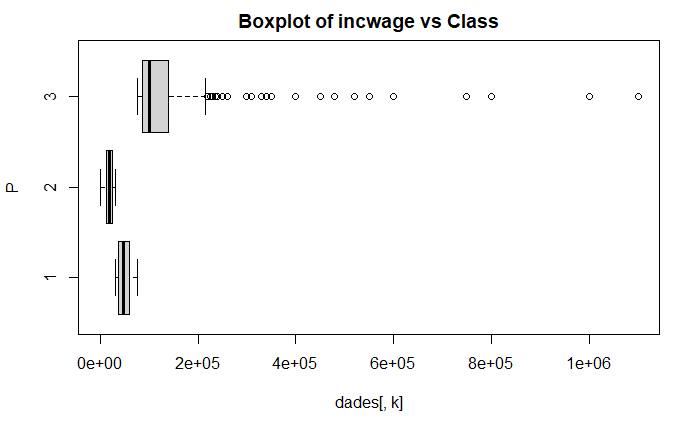 Boxplot of incwage vs Class
P
3
2
1
0e+00 2e+05 4e+05 6e+05 8e+05 1e+06
dades[, k]